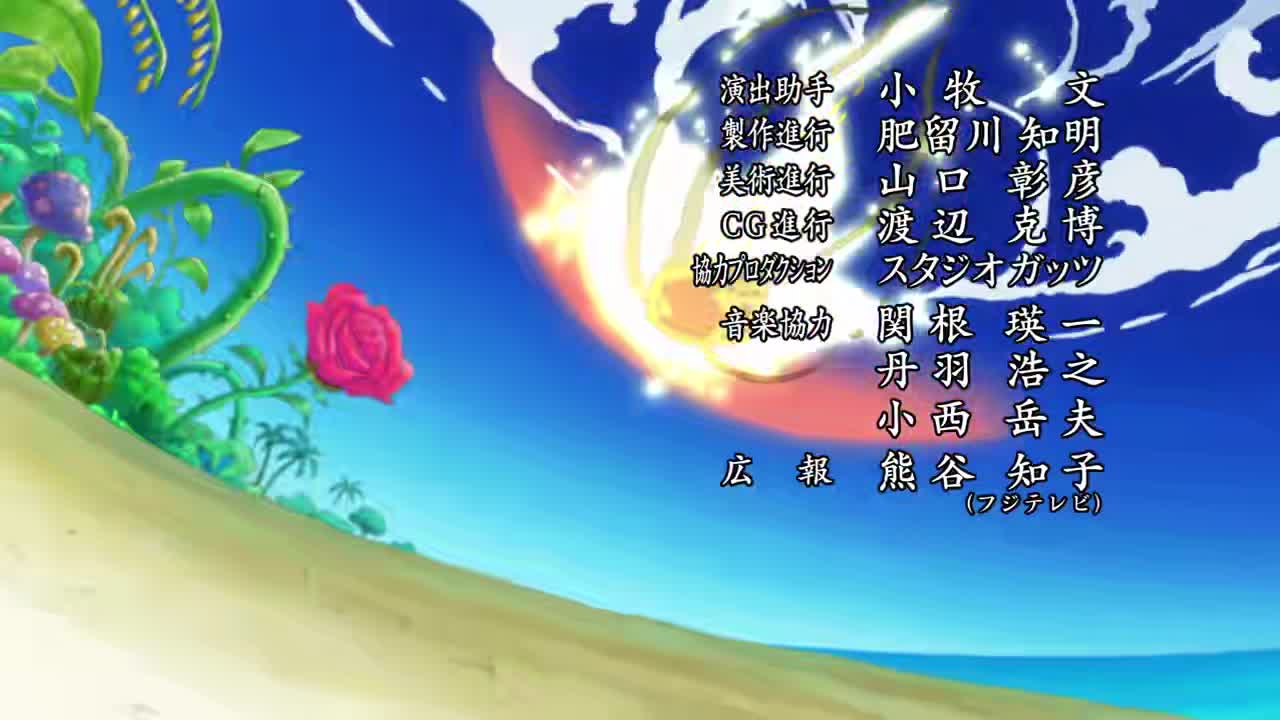 演出助手 小牧 文
製作進行 肥留川 知明
美術進行 山口 彰彦
CG進行 渡辺 克博
協力プロダクション スタジオガッツ
音楽協力 関根 瑛一
丹羽 浩之
小西 岳夫
広報 熊谷 知子
(フジテレビ)